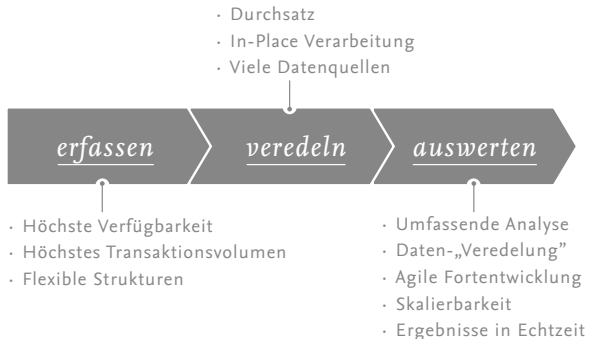 · Durchsatz
· In-Place Verarbeitung
· Viele Datenquellen
erfassen
veredeln
auswerten
· Höchste Verfügbarkeit
· Höchstes Transaktionsvolumen
· Flexible Strukturen
· Umfassende Analyse
· Daten-„Veredelung”
· Agile Fortentwicklung
· Skalierbarkeit
· Ergebnisse in Echtzeit